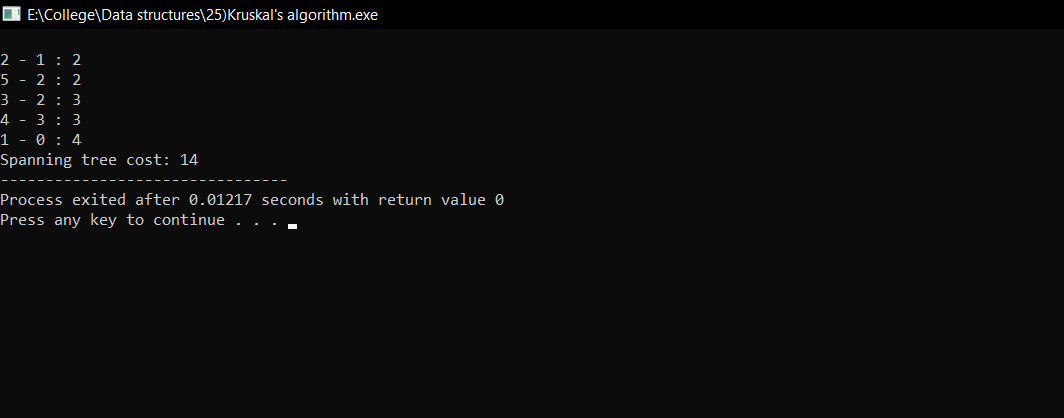 E:\College\Data structures\25)Kruskal's algorithm.exe
2 - 1 : 2
5 - 2 : 2
3 - 2 : 3
4 - 3 : 3
1 - 0 : 4
Spanning tree cost: 14
--------------------------------
Process exited after 0.01217 seconds with return value 0
Press any key to continue . . .